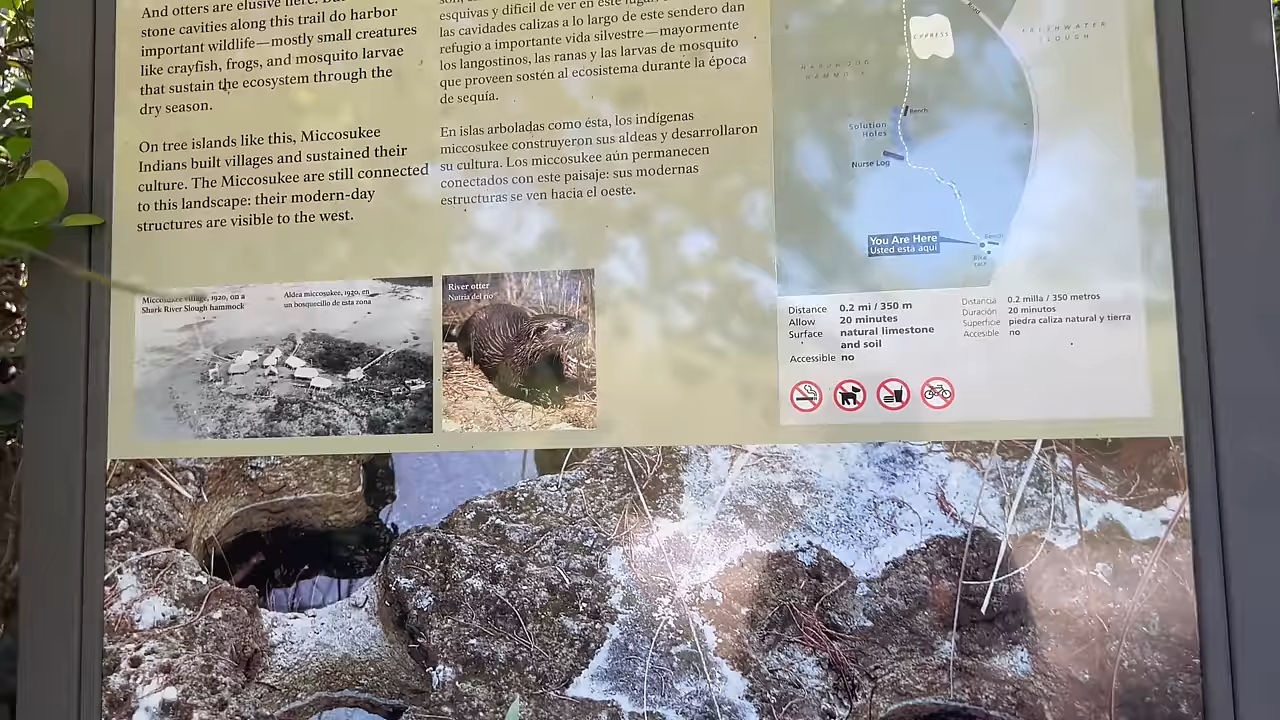 And otters are elusive here.
stone cavities along this trail do harbor
important wildlife—mostly small creatures
like crayfish, frogs, and mosquito larvae
that sustain the ecosystem through the
dry season.
On tree islands like this, Miccosukee
Indians built villages and sustained their
culture. The Miccosukee are still connected
to this landscape: their modern-day
structures are visible to the west.
esquivas y difícil de ver en este lugar,
las cavidades calizas a lo largo de este sendero dan
refugio a importante vida silvestre—mayormente
los langostinos, las ranas y las larvas de mosquito
que proveen sostén al ecosistema durante la época
de sequía.
En islas arboladas como ésta, los indígenas
miccosukee construyeron sus aldeas y desarrollaron
su cultura. Los miccosukee aún permanecen
conectados con este paisaje: sus modernas
estructuras se ven hacia el oeste.
Miccosukee village, 1920, on a
Shark River Slough hammock
Aldea miccosukee, 1920, en
un bosquecillo de esta zona
River otter
Nutria del río
CYPRESS
Road
FRESHWATER
SLOUGH
HARDWOOD
HAMMOCK
Bench
Solution
Holes
Nurse Log
You Are Here
Usted está aquí
Bench
Bike
rack
Distance 0.2 mi / 350 m
Allow 20 minutes
Surface natural limestone
and soil
Accessible no
Distancia 0.2 milla / 350 metros
Duración 20 minutos
Superficie piedra caliza natural y tierra
Accesible no